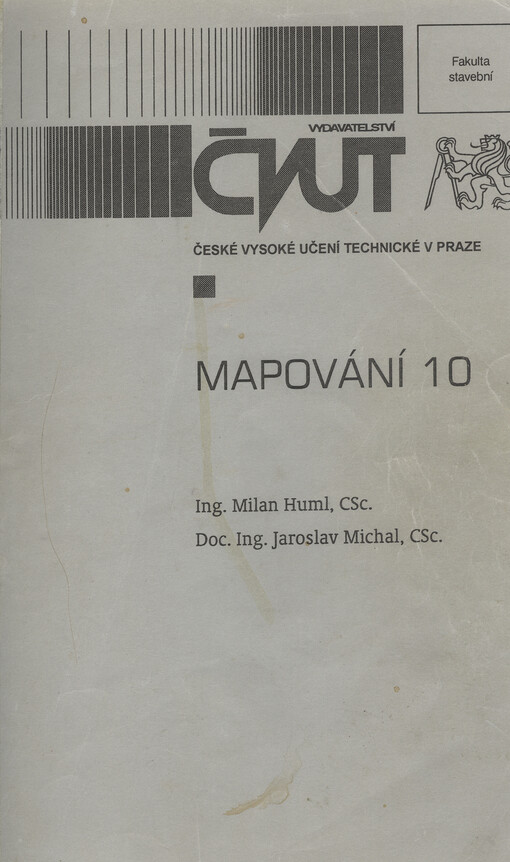 Fakulta
stavební
VYDAVATELSTVÍ
ČVUT
ČESKÉ VYSOKÉ UČENÍ TECHNICKÉ V PRAZE
MAPOVÁNÍ 10
Ing. Milan Huml, CSc.
Doc. Ing. Jaroslav Michal, CSc.